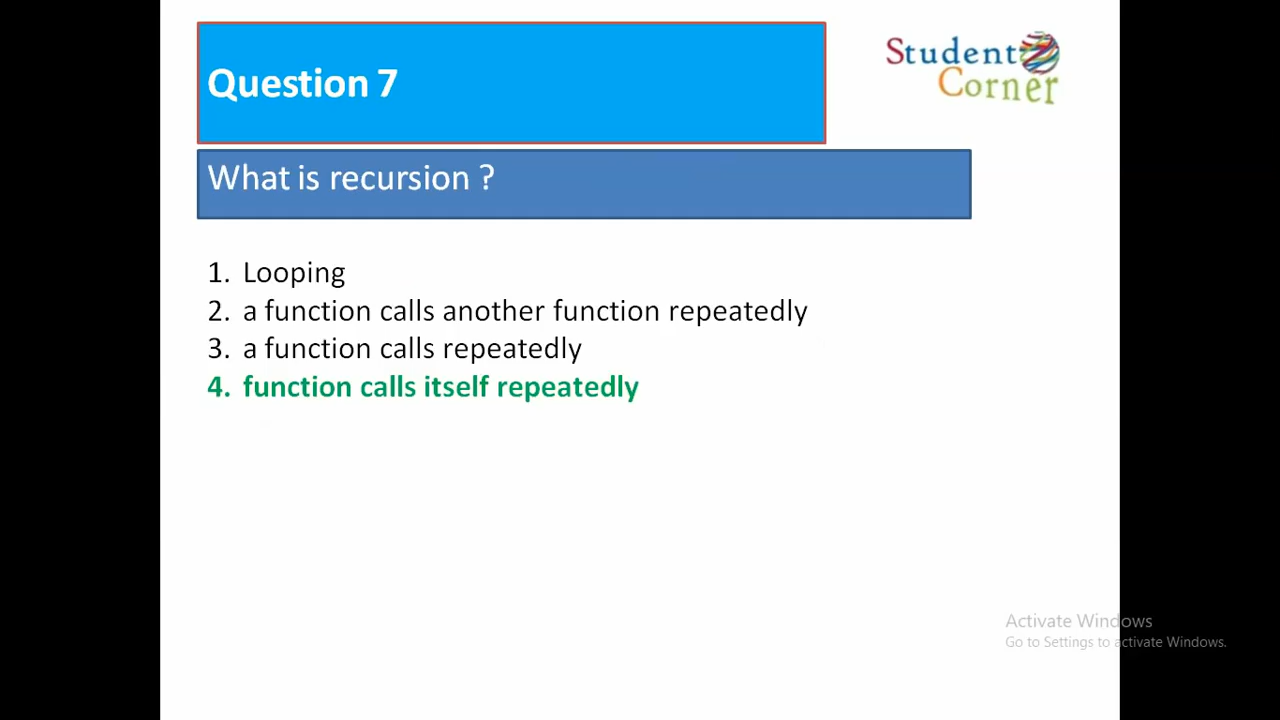 Question 7
Student
Corner
What is recursion ?
1. Looping
2. a function calls another function repeatedly
3. a function calls repeatedly
4. function calls itself repeatedly
Activate Windows
Go to Settings to activate Windows.